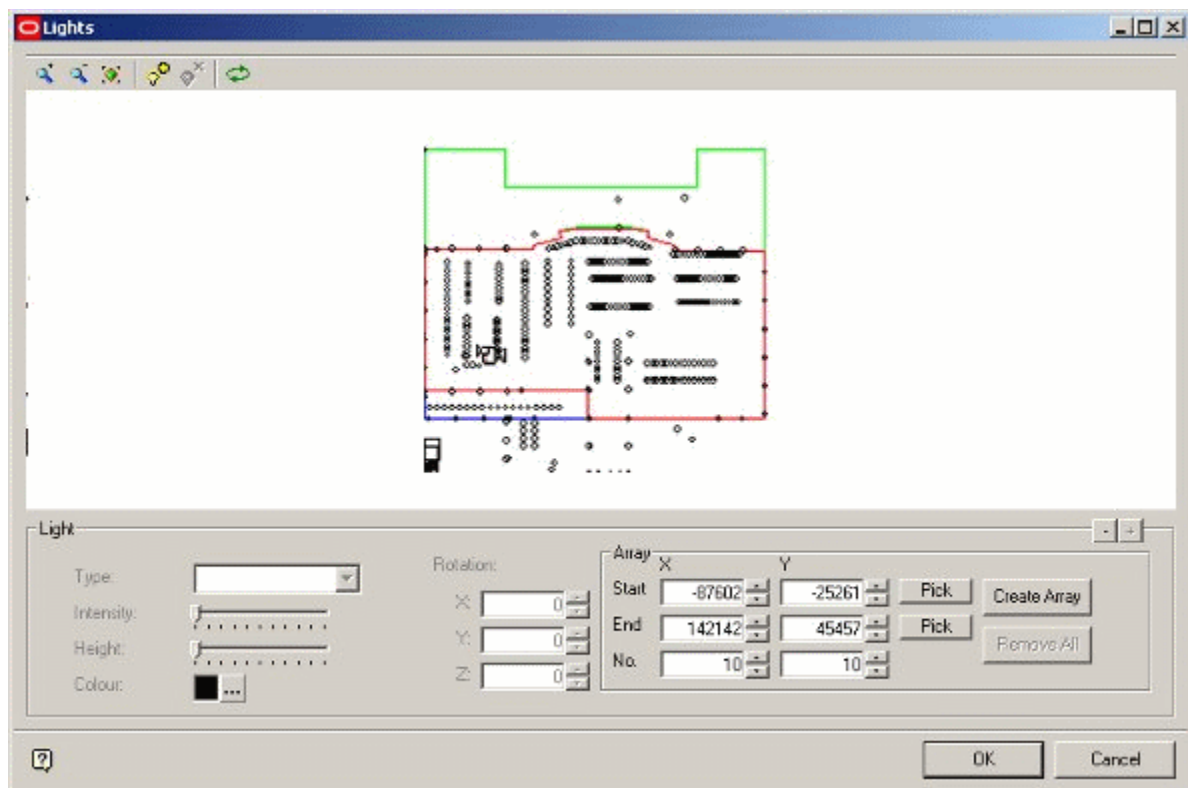 Lights
Light
Type:
Intensity:
Height:
Colour:
...
Rotation:
X: 0
Y: 0
Z: 0
- +
Array
X Y
Start -87602 -25261 Pick
End 142142 45457 Pick
No. 10 10
Create Array
Remove All
?
OK Cancel